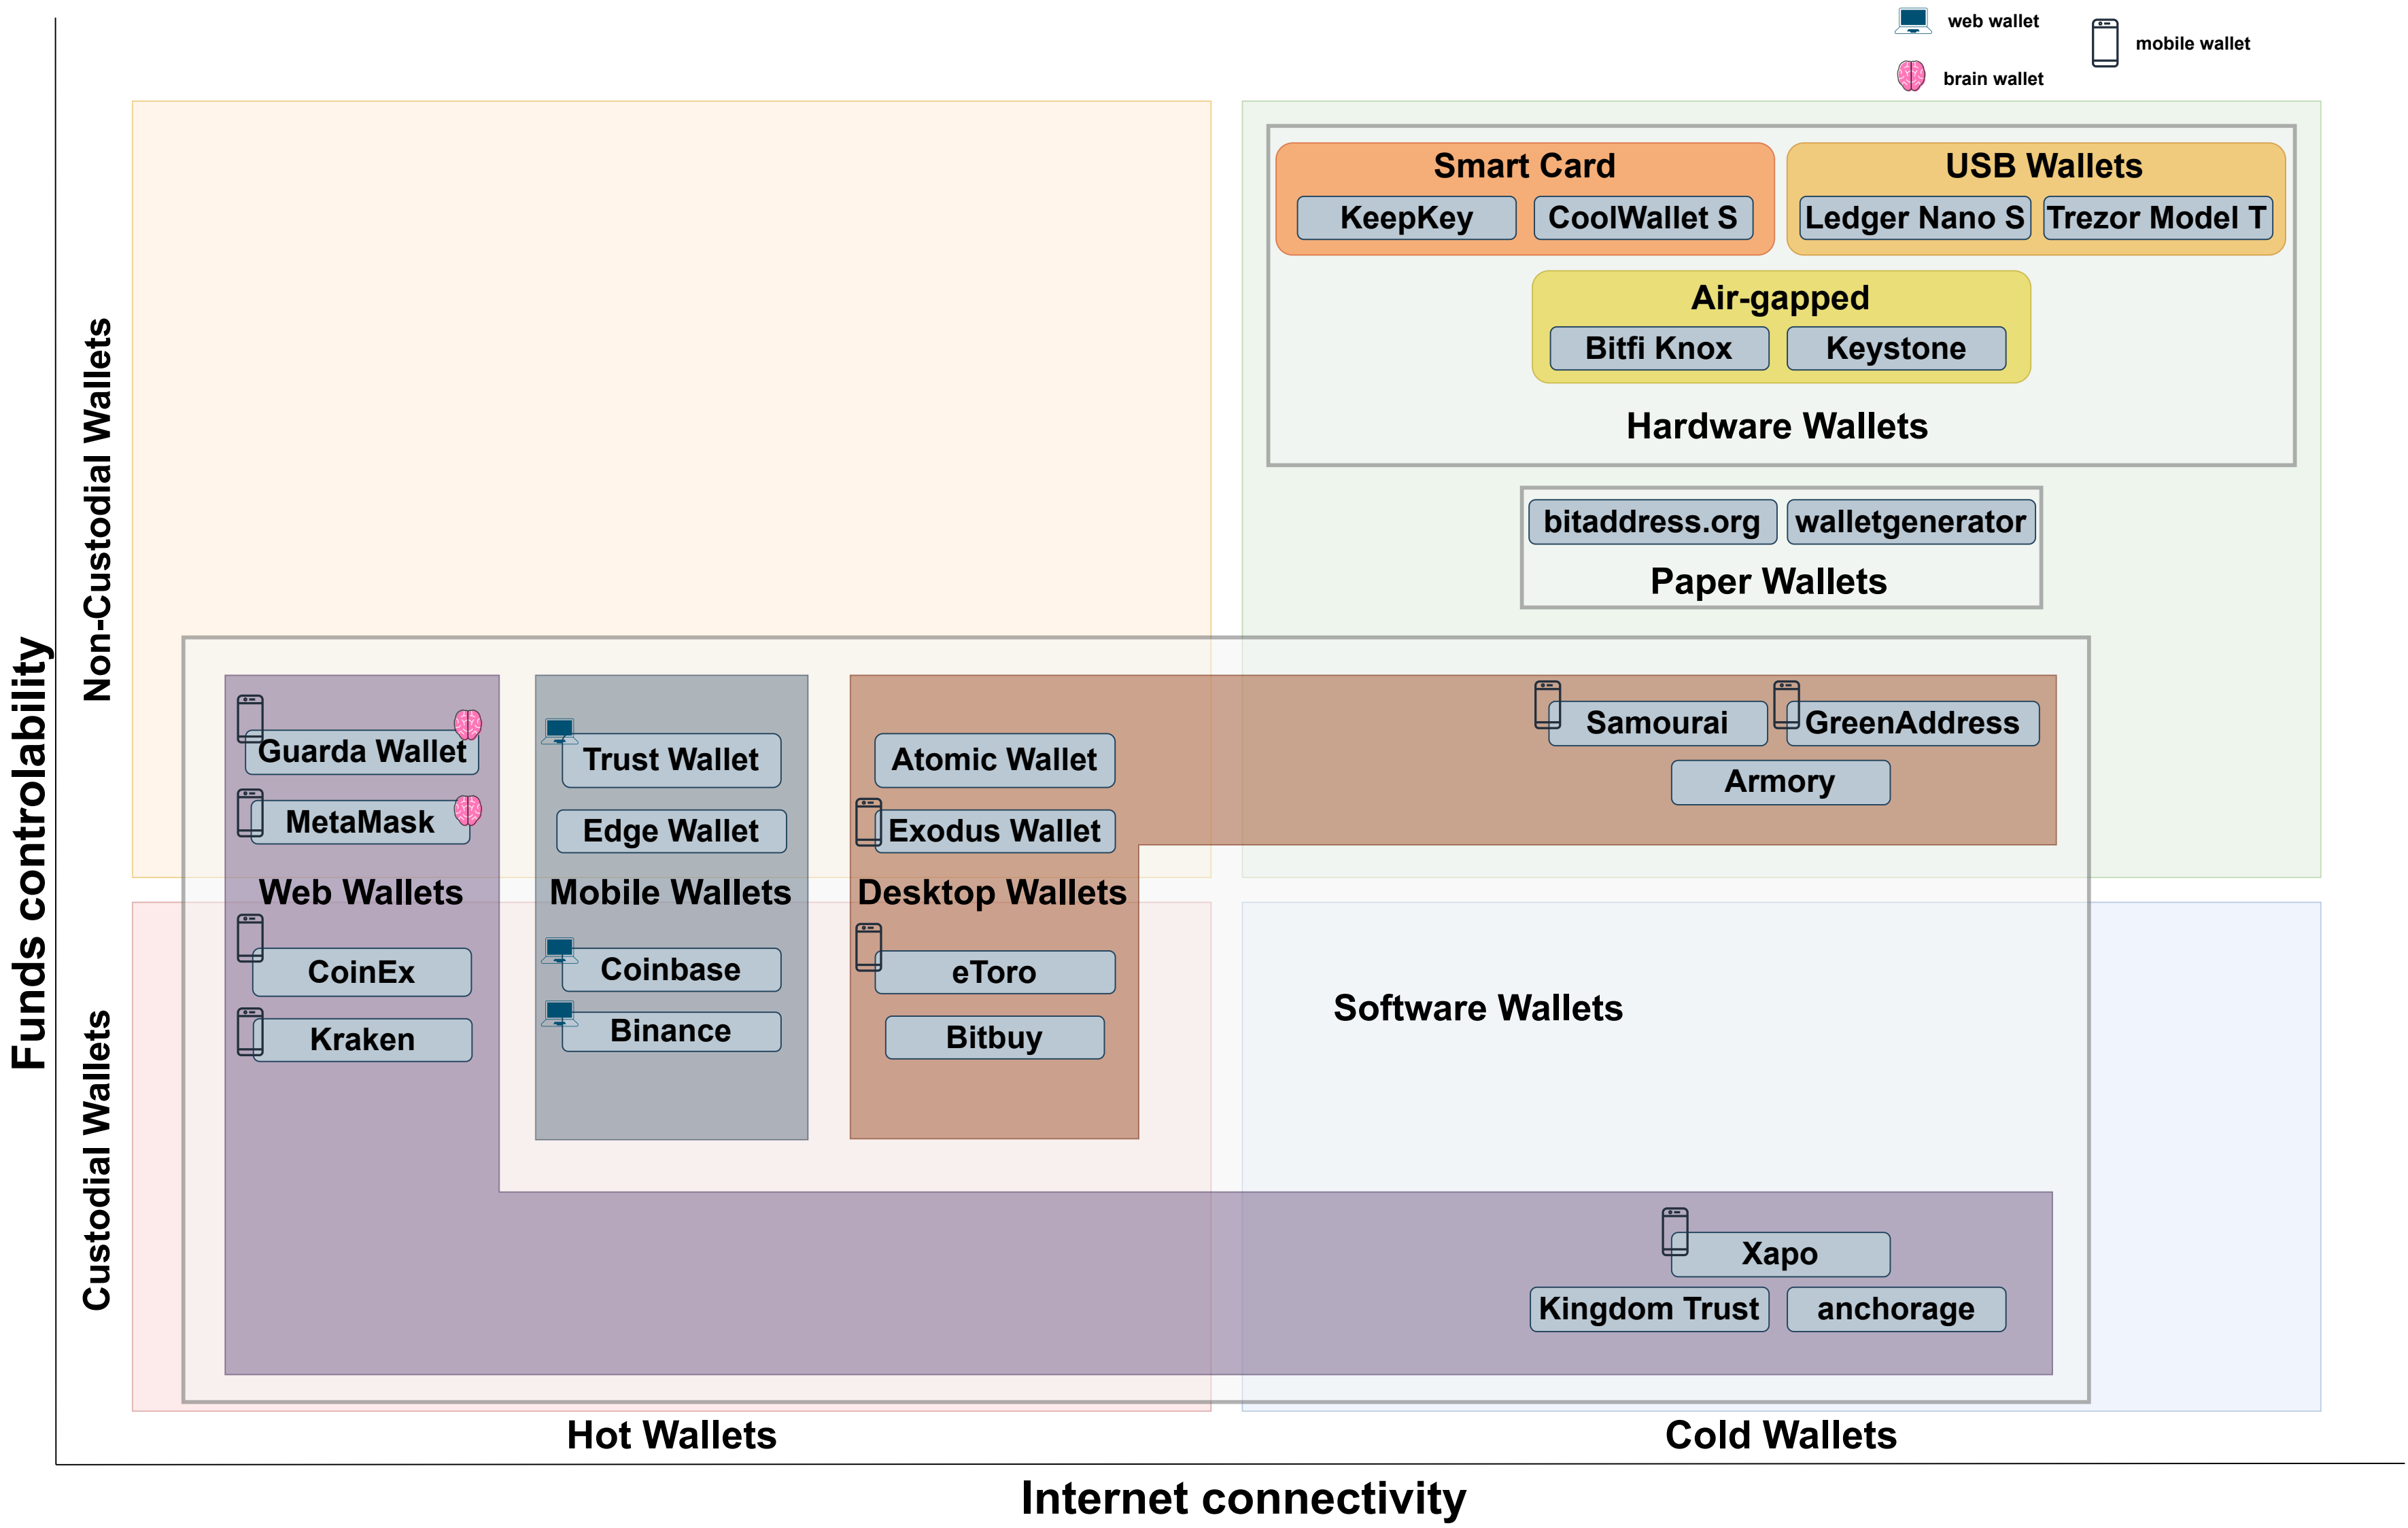 web wallet
mobile wallet
brain wallet
Smart Card
USB Wallets
KeepKey
CoolWallet S
Ledger Nano S
Trezor Model T
Air-gapped
Bitfi Knox
Keystone
Hardware Wallets
bitaddress.org
walletgenerator
Paper Wallets
Non-Custodial Wallets
Funds controlability
Custodial Wallets
Samourai
GreenAddress
Armory
Guarda Wallet
MetaMask
Web Wallets
CoinEx
Kraken
Trust Wallet
Edge Wallet
Mobile Wallets
Coinbase
Binance
Atomic Wallet
Exodus Wallet
Desktop Wallets
eToro
Bitbuy
Software Wallets
Xapo
Kingdom Trust
anchorage
Hot Wallets
Cold Wallets
Internet connectivity